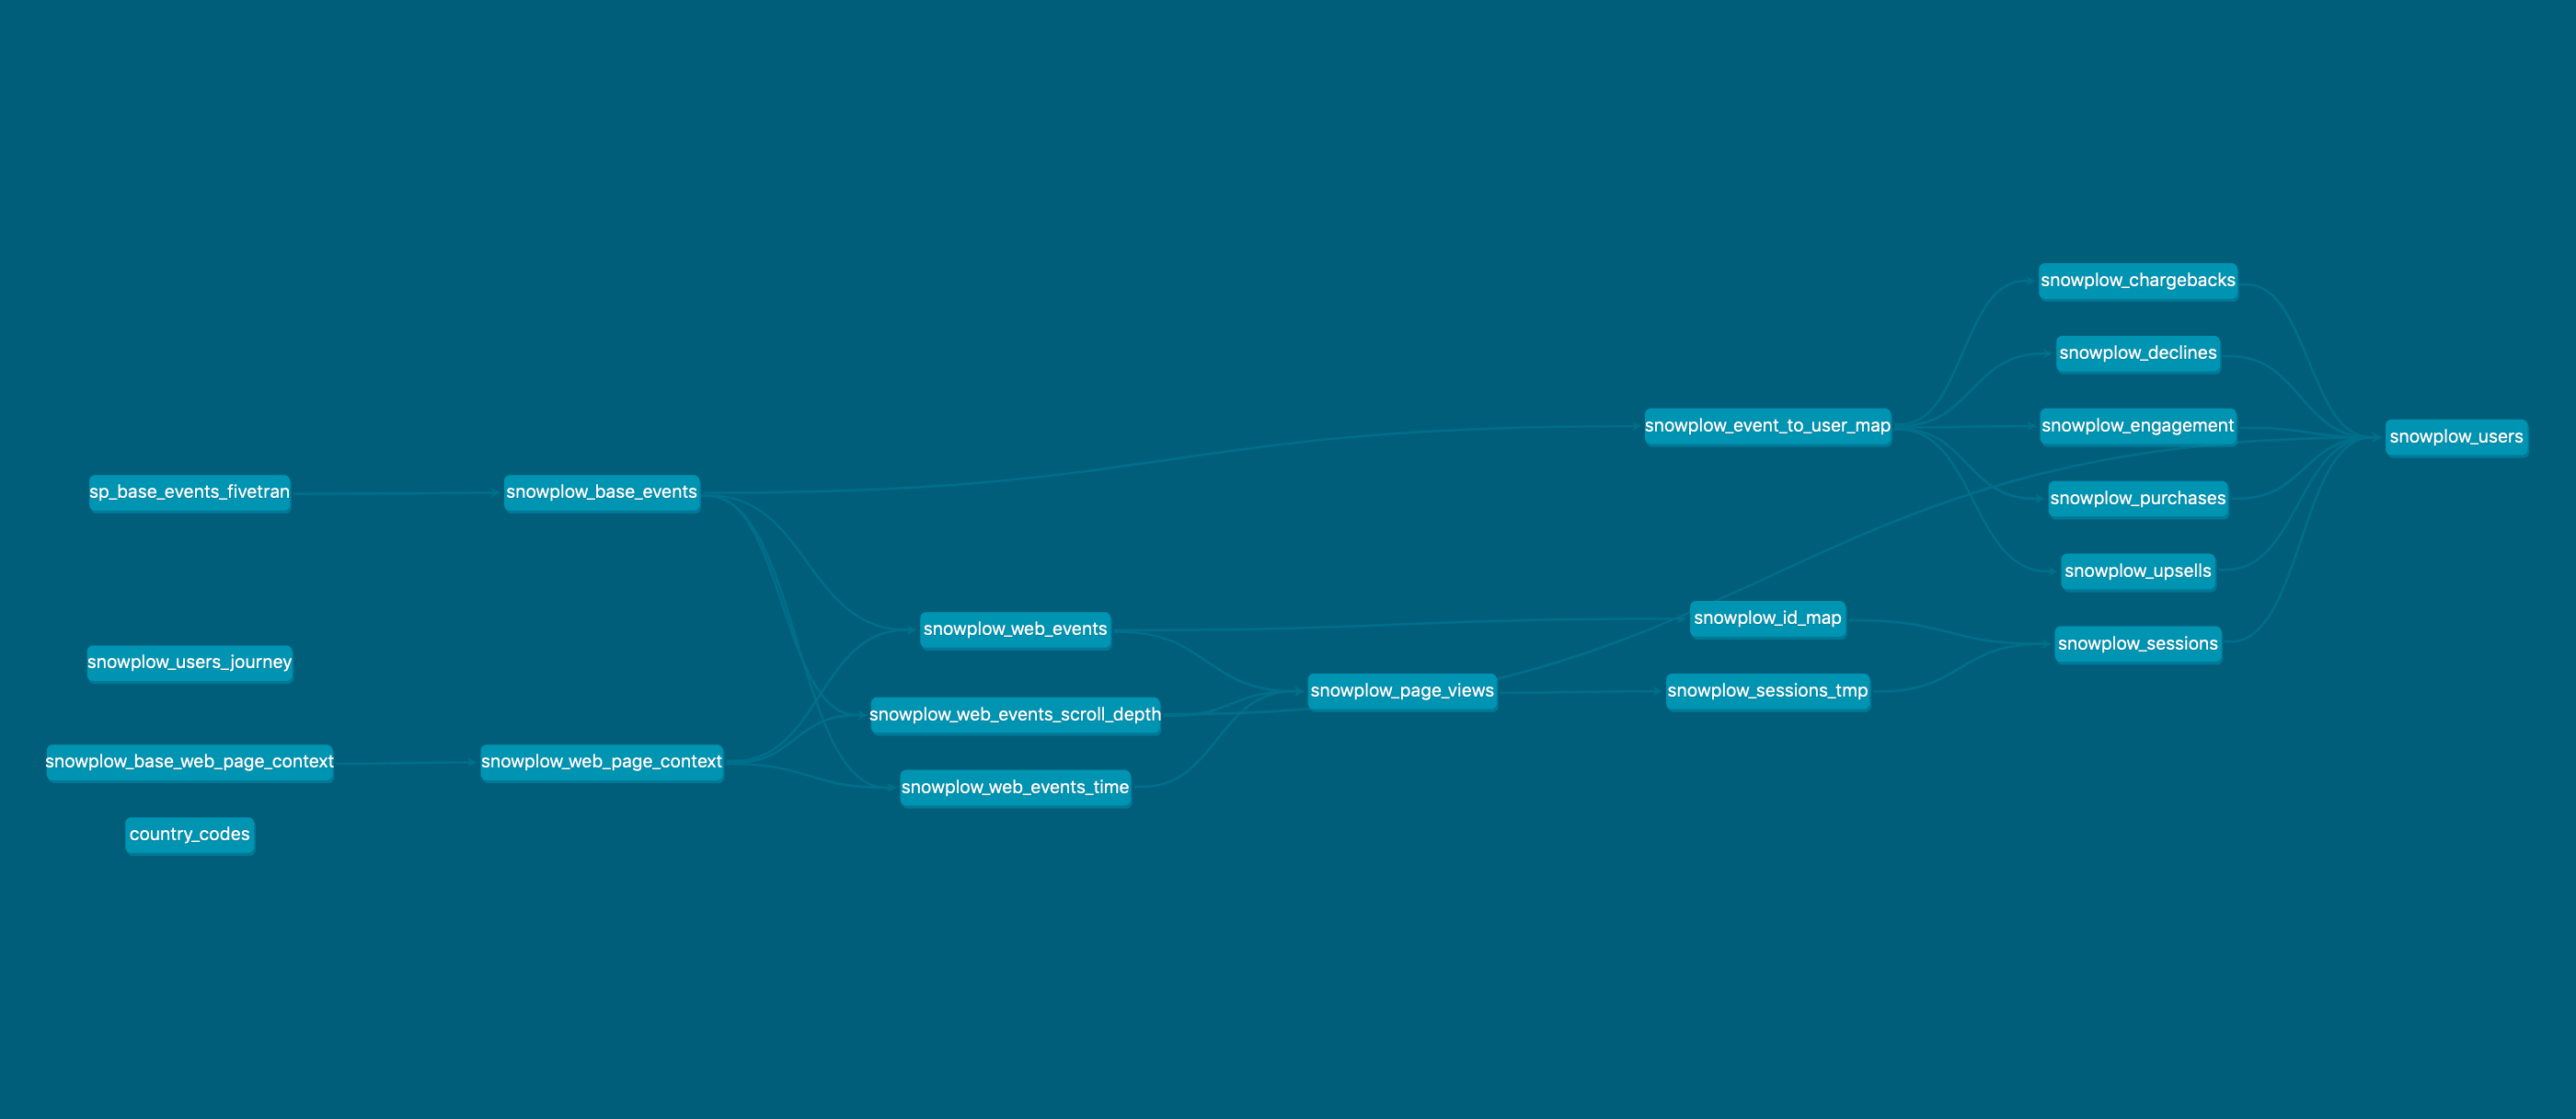 snowplow_chargebacks
snowplow_declines
snowplow_event_to_user_map
snowplow_engagement
snowplow_users
sp_base_events_fivetran
snowplow_base_events
snowplow_purchases
snowplow_upsells
snowplow_web_events
snowplow_id_map
snowplow_sessions
snowplow_users_journey
snowplow_page_views
snowplow_sessions_tmp
snowplow_web_events_scroll_depth
snowplow_base_web_page_context
snowplow_web_page_context
snowplow_web_events_time
country_codes